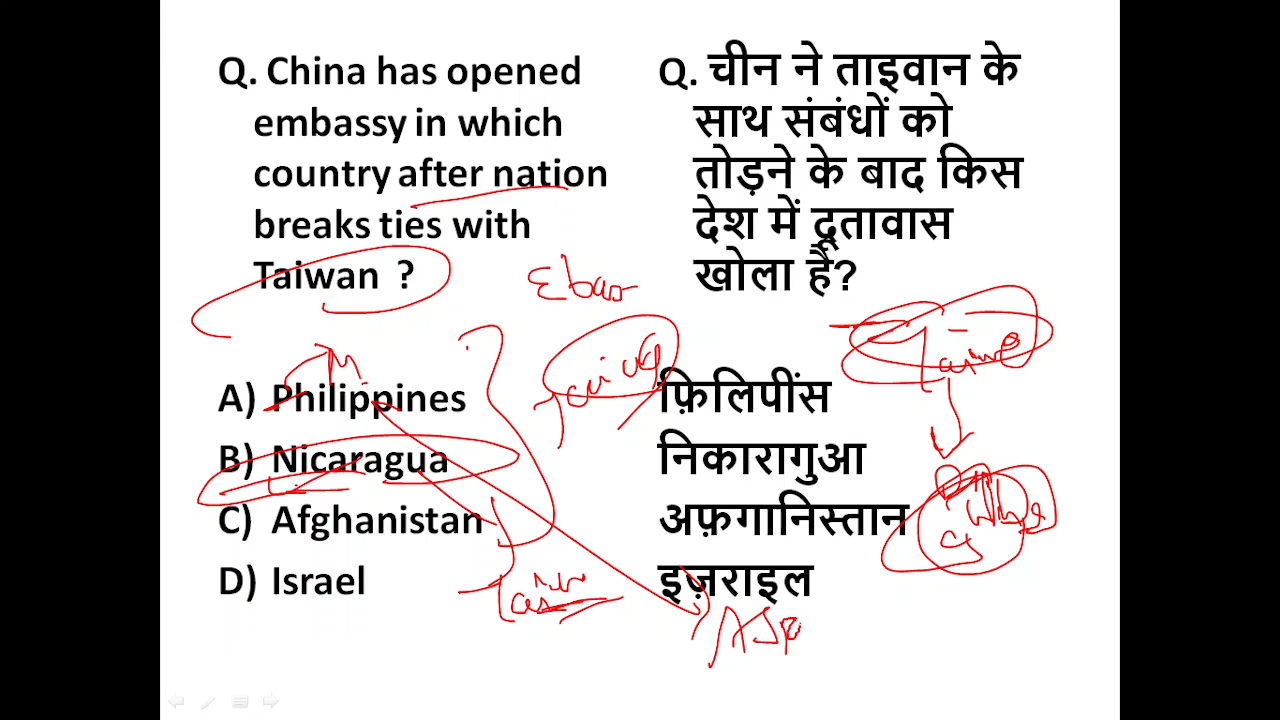 Q. China has opened
embassy in which
country after nation
breaks ties with
Taiwan ?
A) Philippines
B) Nicaragua
C) Afghanistan
D) Israel
Q. चीन ने ताइवान के
साथ संबंधों को
तोड़ने के बाद किस
देश में दूतावास
खोला है?
फ़िलिपींस
निकारागुआ
अफ़गानिस्तान
इज़राइल